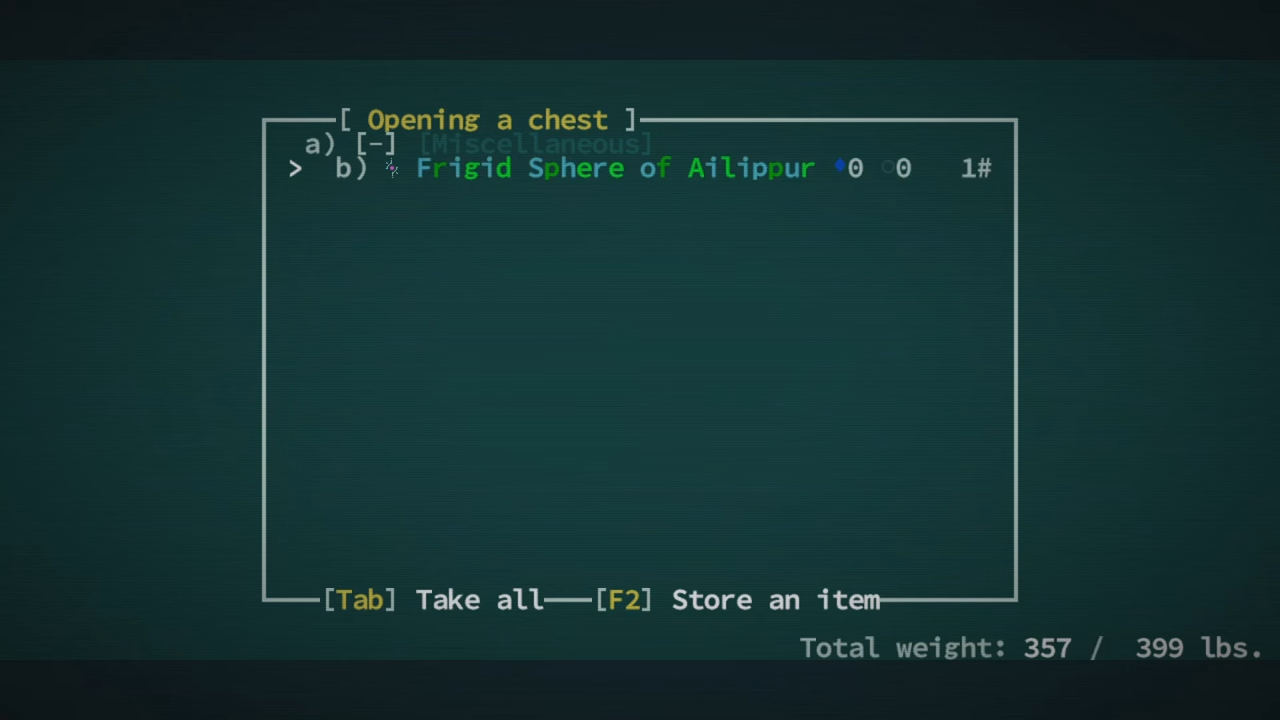 [ Opening a chest ]
a) [-] [Miscellaneous]
> b) Frigid Sphere of Ailippur ♦0 ○0 1#
[Tab] Take all [F2] Store an item
Total weight: 357 / 399 lbs.